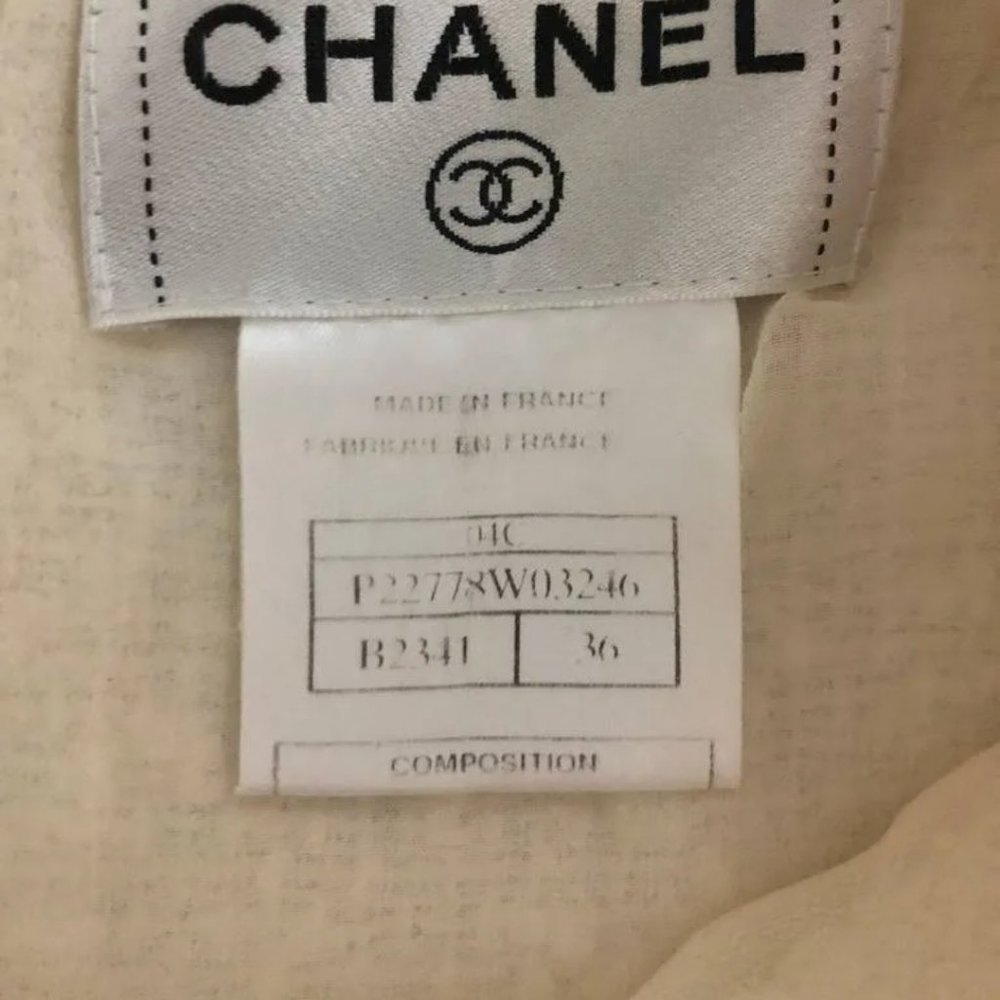 CHANEL
MADE IN FRANCE
FABRIQUE EN FRANCE
04C
P22778W03246
B2341 36
COMPOSITION